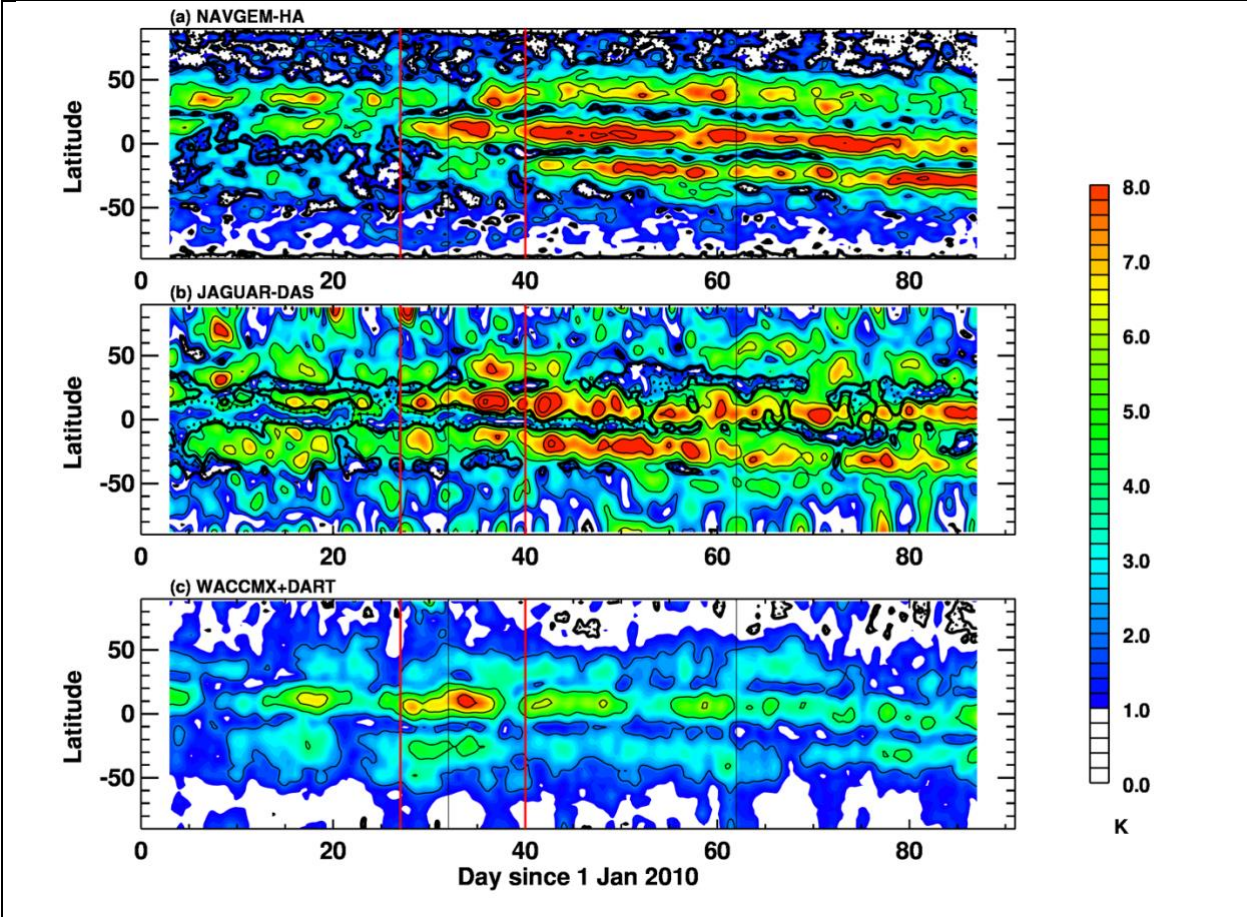 (a) NAVGEM-HA
50
0
-50
Latitude
0 20 40 60 80
(b) JAGUAR-DAS
50
0
-50
Latitude
0 20 40 60 80
(c) WACCMX+DART
50
0
-50
Latitude
0 20 40 60 80
Day since 1 Jan 2010
8.0
7.0
6.0
5.0
4.0
3.0
2.0
1.0
0.0
K